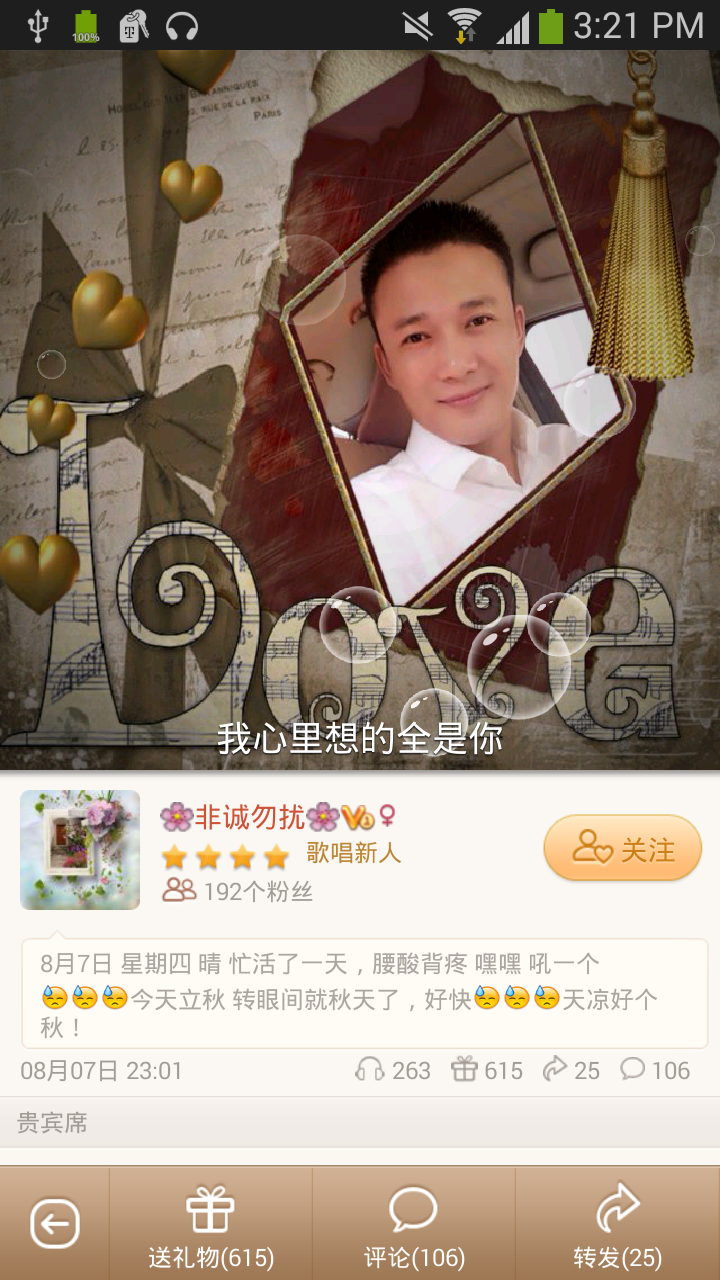 100%
3:21 PM
PARIS
Love
我心里想的全是你
非诚勿扰
歌唱新人
关注
192个粉丝
8月7日 星期四 晴 忙活了一天，腰酸背疼 嘿嘿 吼一个
😓😓😓今天立秋 转眼间就秋天了，好快😓😓😓天凉好个
秋！
08月07日 23:01 263 615 25 106
贵宾席
送礼物(615) 评论(106) 转发(25)